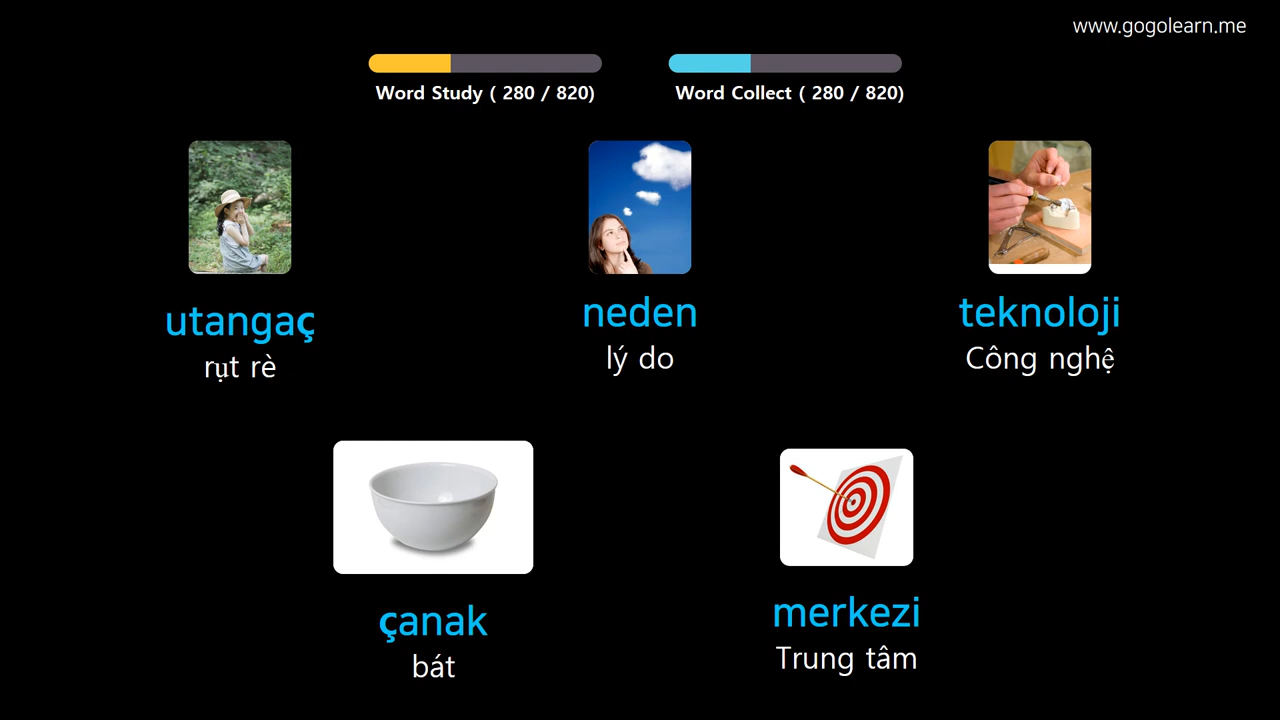 www.gogolearn.me
Word Study ( 280 / 820)
Word Collect ( 280 / 820)
utangaç
rụt rè
neden
lý do
teknoloji
Công nghệ
çanak
bát
merkezi
Trung tâm